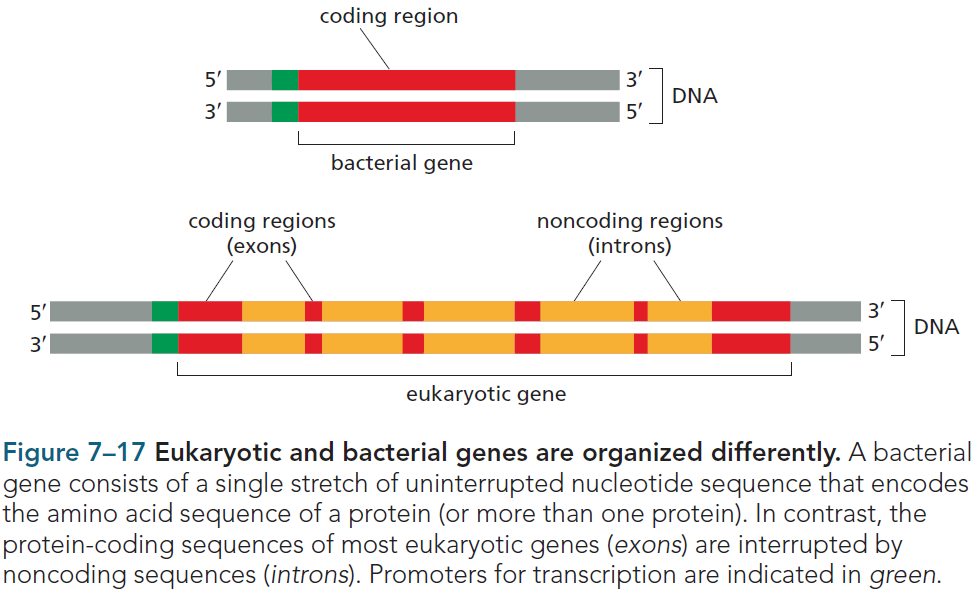 coding region
5′ 3′
DNA
3′ 5′
bacterial gene
coding regions
(exons)
noncoding regions
(introns)
5′ 3′
DNA
3′ 5′
eukaryotic gene
Figure 7–17 Eukaryotic and bacterial genes are organized differently. A bacterial
gene consists of a single stretch of uninterrupted nucleotide sequence that encodes
the amino acid sequence of a protein (or more than one protein). In contrast, the
protein-coding sequences of most eukaryotic genes (exons) are interrupted by
noncoding sequences (introns). Promoters for transcription are indicated in green.